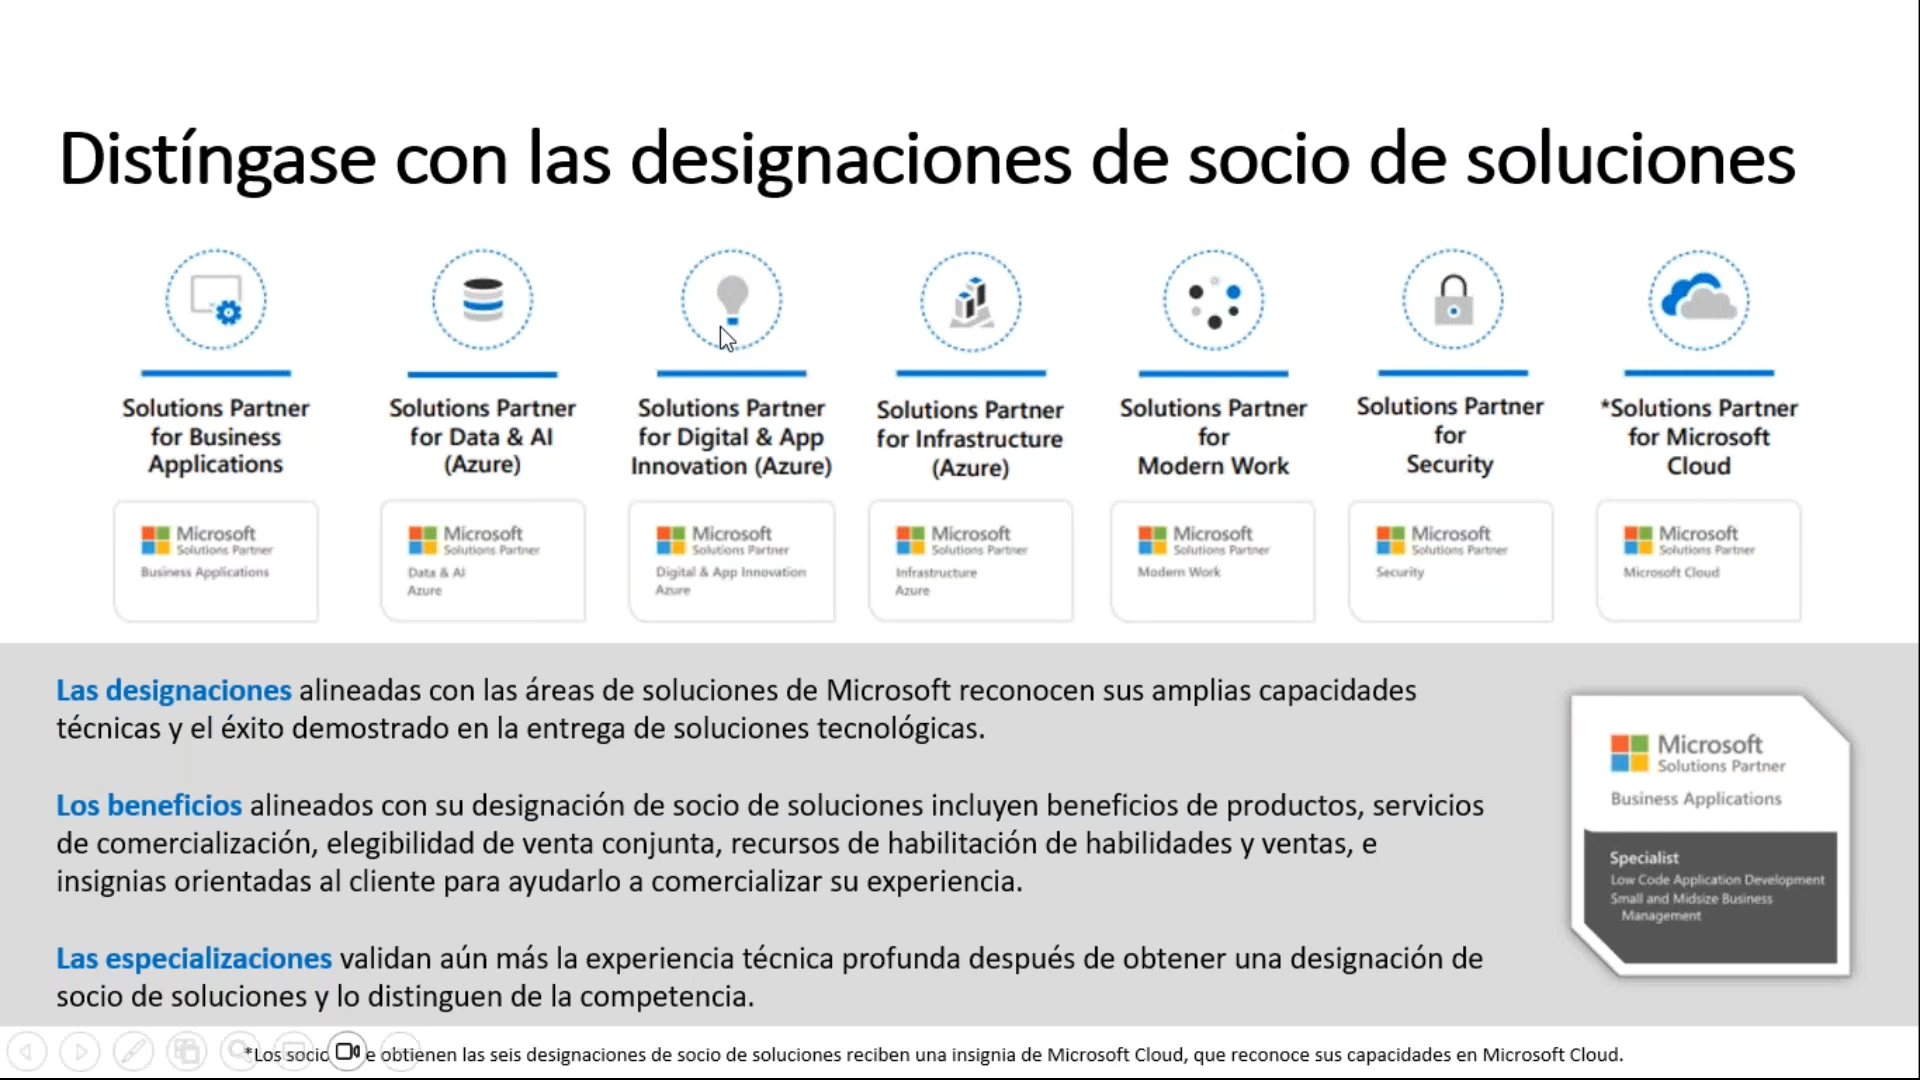 Distíngase con las designaciones de socio de soluciones
Solutions Partner
for Business
Applications
Solutions Partner
for Data & AI
(Azure)
Solutions Partner
for Digital & App
Innovation (Azure)
Solutions Partner
for Infrastructure
(Azure)
Solutions Partner
for
Modern Work
Solutions Partner
for
Security
*Solutions Partner
for Microsoft
Cloud
Microsoft
Solutions Partner
Business Applications
Microsoft
Solutions Partner
Data & AI
Azure
Microsoft
Solutions Partner
Digital & App Innovation
Azure
Microsoft
Solutions Partner
Infrastructure
Azure
Microsoft
Solutions Partner
Modern Work
Microsoft
Solutions Partner
Security
Microsoft
Solutions Partner
Microsoft Cloud
Las designaciones alineadas con las áreas de soluciones de Microsoft reconocen sus amplias capacidades
técnicas y el éxito demostrado en la entrega de soluciones tecnológicas.
Los beneficios alineados con su designación de socio de soluciones incluyen beneficios de productos, servicios
de comercialización, elegibilidad de venta conjunta, recursos de habilitación de habilidades y ventas, e
insignias orientadas al cliente para ayudarlo a comercializar su experiencia.
Las especializaciones validan aún más la experiencia técnica profunda después de obtener una designación de
socio de soluciones y lo distinguen de la competencia.
Microsoft
Solutions Partner
Business Applications
Specialist
Low Code Application Development
Small and Midsize Business
Management
*Los obtienen las seis designaciones de socio de soluciones reciben una insignia de Microsoft Cloud, que reconoce sus capacidades en Microsoft Cloud.